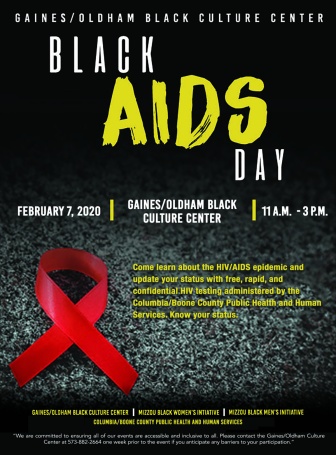 GAINES/OLDHAM BLACK CULTURE CENTER
BLACK
AIDS
DAY
FEBRUARY 7, 2020 | GAINES/OLDHAM BLACK CULTURE CENTER | 11 A.M. - 3 P.M.
Come learn about the HIV/AIDS epidemic and
update your status with free, rapid, and
confidential HIV testing administered by the
Columbia/Boone County Public Health and Human
Services. Know your status.
GAINES/OLDHAM BLACK CULTURE CENTER | MIZZOU BLACK WOMEN'S INITIATIVE | MIZZOU BLACK MEN'S INITIATIVE
COLUMBIA/BOONE COUNTY PUBLIC HEALTH AND HUMAN SERVICES
"We are committed to ensuring all of our events are accessible and inclusive to all. Please contact the Gaines/Oldham Culture
Center at 573-882-2664 one week prior to the event if you anticipate any barriers to your participation."